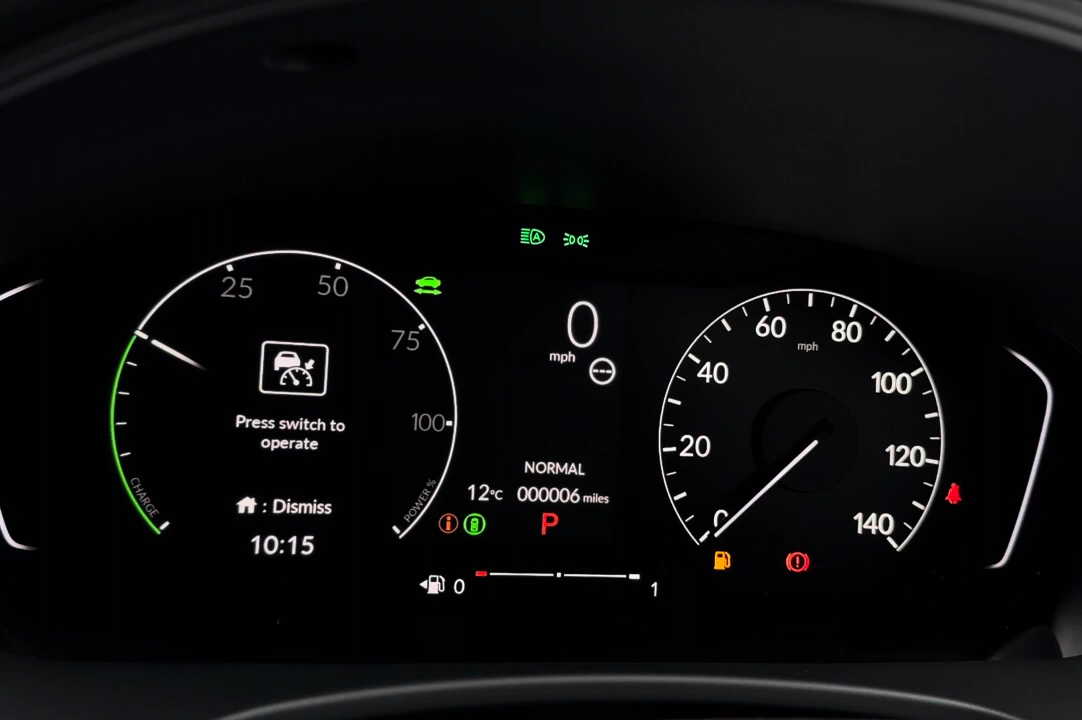 A
25
50
75
100
CHARGE
POWER %
Press switch to
operate
: Dismiss
10:15
0
mph
---
NORMAL
12°C
000006 miles
i
P
0
1
0
20
40
60
80
100
120
140
mph
!